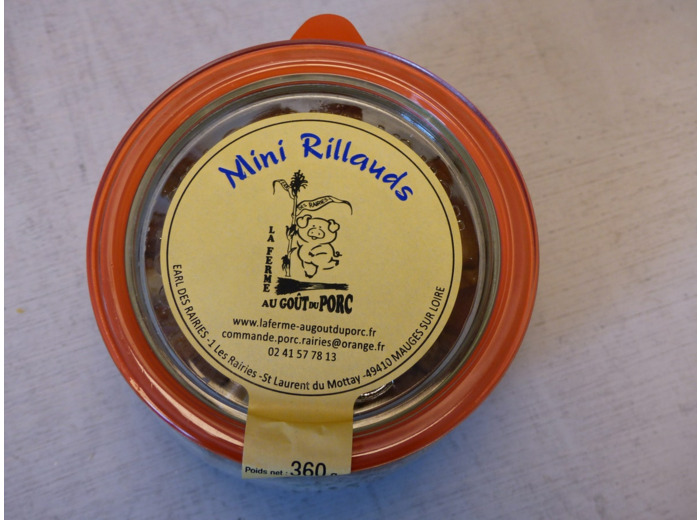 Mini Rillauds
DES RAIRIES
LA FERME
AU GOÛT DU PORC
www.laferme-augoutduporc.fr
commande.porc.rairies@orange.fr
02 41 57 78 13
EARL DES RAIRIES -1 Les Rairies -St Laurent du Mottay -49410 MAUGES SUR LOIRE
Poids net : 360 g